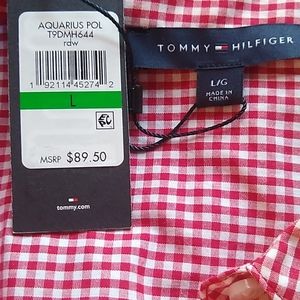 AQUARIUS POL
T9DMH644
rdw
1 92114 45274 2
L
MSRP $89.50
tommy.com
TOMMY HILFIGER
L/G
MADE IN
CHINA